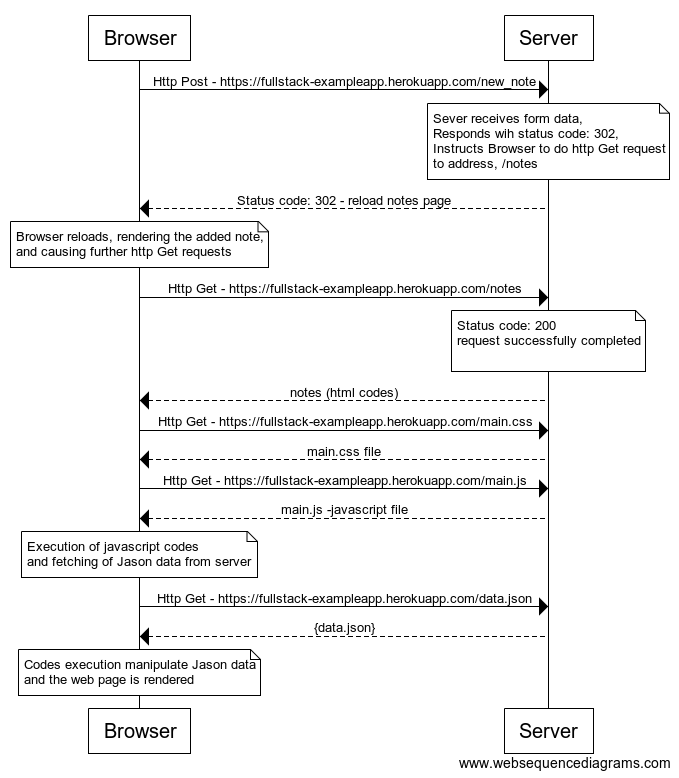 Browser
Server
Http Post - https://fullstack-exampleapp.herokuapp.com/new_note
Sever receives form data,
Responds wih status code: 302,
Instructs Browser to do http Get request
to address, /notes
Status code: 302 - reload notes page
Browser reloads, rendering the added note,
and causing further http Get requests
Http Get - https://fullstack-exampleapp.herokuapp.com/notes
Status code: 200
request successfully completed
notes (html codes)
Http Get - https://fullstack-exampleapp.herokuapp.com/main.css
main.css file
Http Get - https://fullstack-exampleapp.herokuapp.com/main.js
main.js -javascript file
Execution of javascript codes
and fetching of Jason data from server
Http Get - https://fullstack-exampleapp.herokuapp.com/data.json
{data.json}
Codes execution manipulate Jason data
and the web page is rendered
Browser
Server
www.websequencediagrams.com